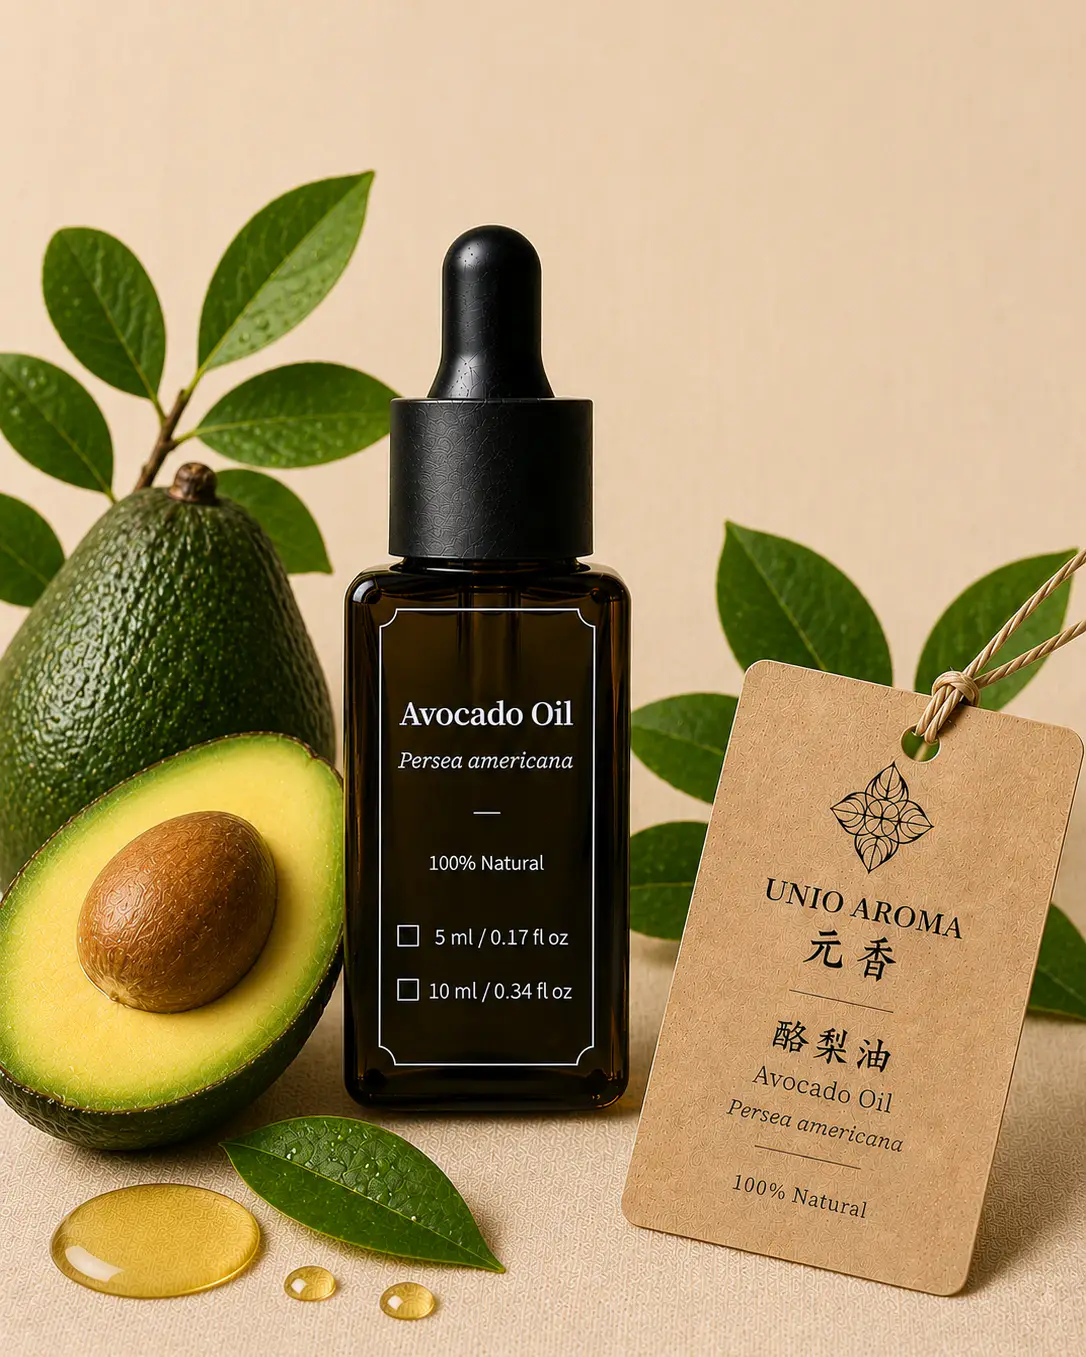 Avocado Oil
Persea americana
100% Natural
5 ml / 0.17 fl oz
10 ml / 0.34 fl oz
UNIO AROMA
元香
酪梨油
Avocado Oil
Persea americana
100% Natural